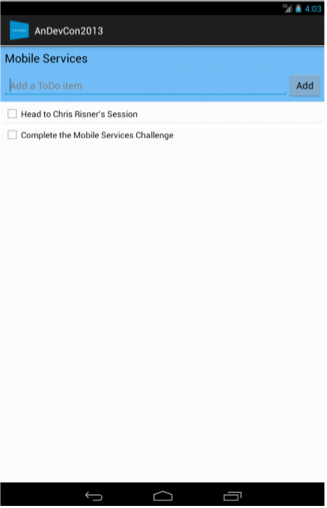 4:03
AnDevCon2013
Mobile Services
Add a ToDo item
Add
Head to Chris Risner's Session
Complete the Mobile Services Challenge